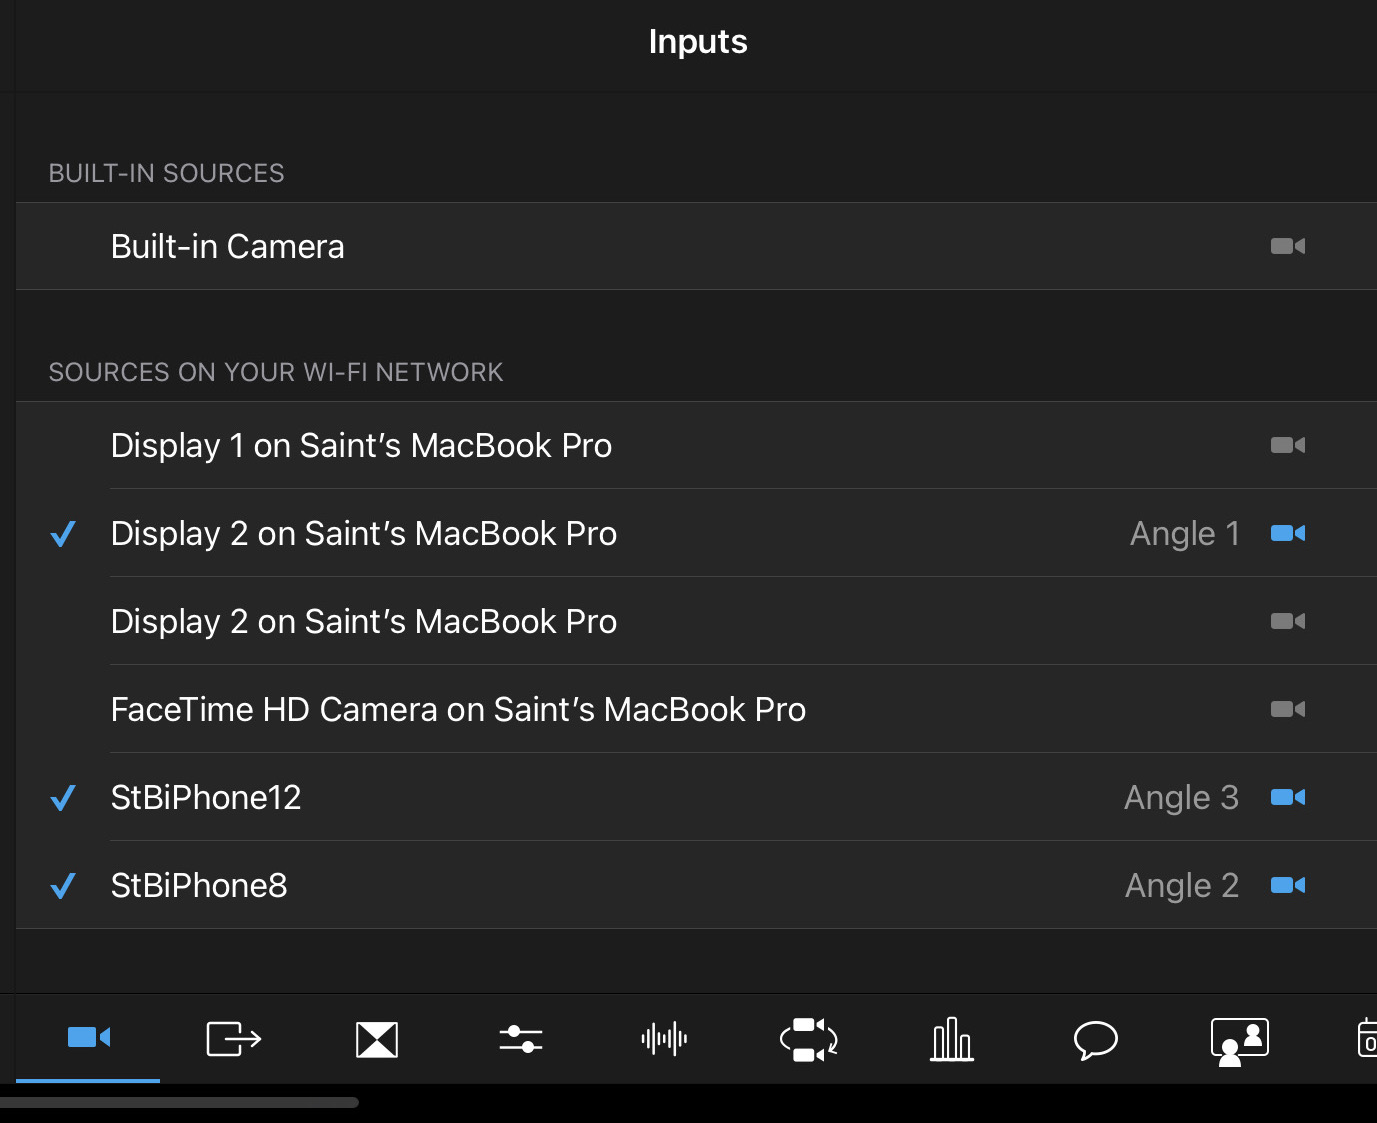 Inputs
BUILT-IN SOURCES
Built-in Camera
SOURCES ON YOUR WI-FI NETWORK
Display 1 on Saint’s MacBook Pro
Display 2 on Saint’s MacBook Pro Angle 1
Display 2 on Saint’s MacBook Pro
FaceTime HD Camera on Saint’s MacBook Pro
StBiPhone12 Angle 3
StBiPhone8 Angle 2